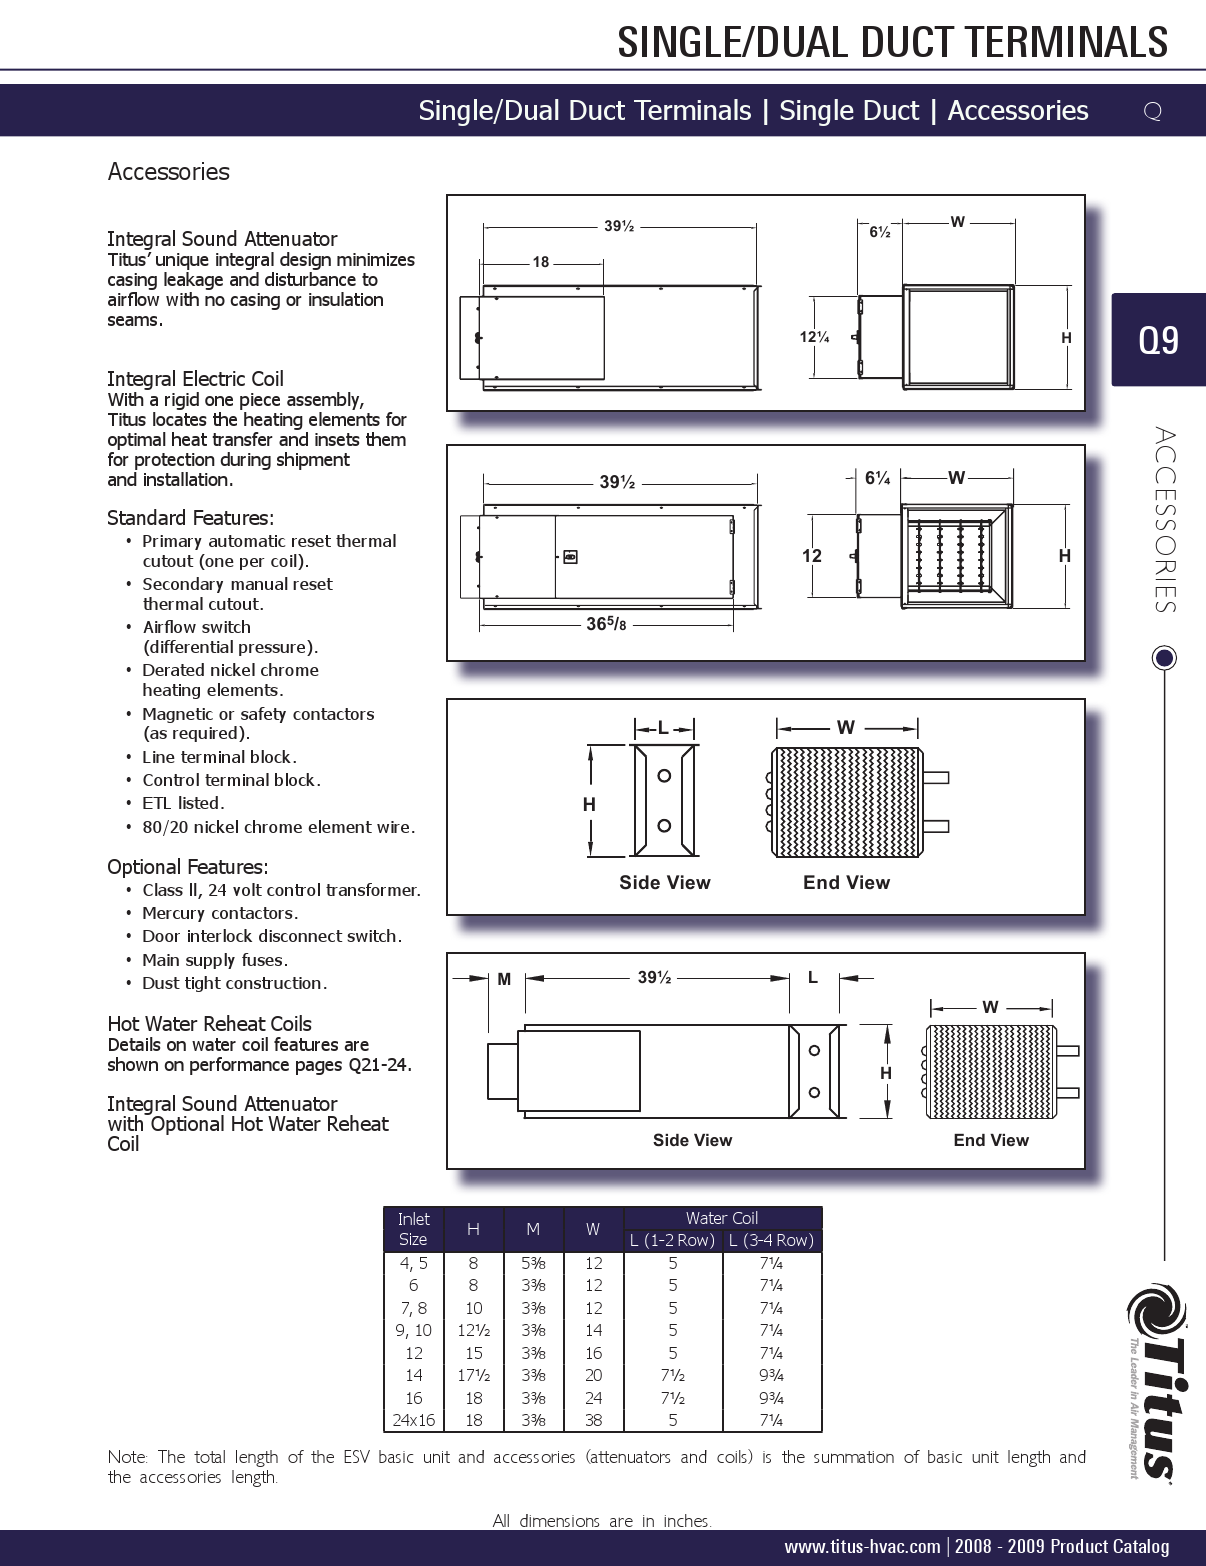 SINGLE/DUAL DUCT TERMINALS
Single/Dual Duct Terminals | Single Duct | Accessories
Q
Accessories
Integral Sound Attenuator
Titus’ unique integral design minimizes
casing leakage and disturbance to
airflow with no casing or insulation
seams.
Integral Electric Coil
With a rigid one piece assembly,
Titus locates the heating elements for
optimal heat transfer and insets them
for protection during shipment
and installation.
Standard Features:
• Primary automatic reset thermal
cutout (one per coil).
• Secondary manual reset
thermal cutout.
• Airflow switch
(differential pressure).
• Derated nickel chrome
heating elements.
• Magnetic or safety contactors
(as required).
• Line terminal block.
• Control terminal block.
• ETL listed.
• 80/20 nickel chrome element wire.
Optional Features:
• Class ll, 24 volt control transformer.
• Mercury contactors.
• Door interlock disconnect switch.
• Main supply fuses.
• Dust tight construction.
Hot Water Reheat Coils
Details on water coil features are
shown on performance pages Q21-24.
Integral Sound Attenuator
with Optional Hot Water Reheat
Coil
39½
18
6½
W
12¼
H
39½
36⁵/₈
6¼
W
12
H
L
W
H
Side View
End View
M
39½
L
W
H
Side View
End View
Q9
ACCESSORIES
Inlet Size H M W Water Coil
L (1-2 Row) L (3-4 Row)
4, 5 8 5⅜ 12 5 7¼
6 8 3⅜ 12 5 7¼
7, 8 10 3⅜ 12 5 7¼
9, 10 12½ 3⅜ 14 5 7¼
12 15 3⅜ 16 5 7¼
14 17½ 3⅜ 20 7½ 9¾
16 18 3⅜ 24 7½ 9¾
24x16 18 3⅜ 38 5 7¼
Note: The total length of the ESV basic unit and accessories (attenuators and coils) is the summation of basic unit length and
the accessories length.
All dimensions are in inches.
Titus
The Leader in Air Management
www.titus-hvac.com | 2008 - 2009 Product Catalog